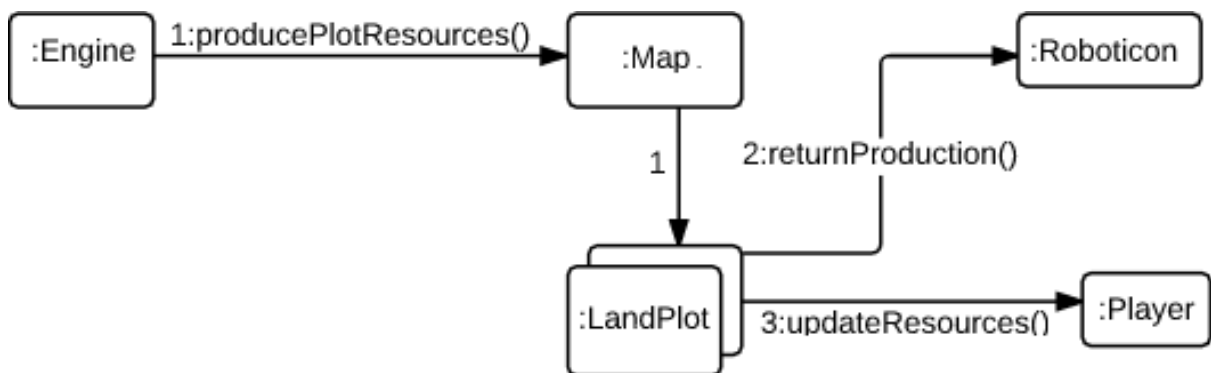 :Engine
1:producePlotResources()
:Map.
:Roboticon
1
2:returnProduction()
:LandPlot
3:updateResources()
:Player